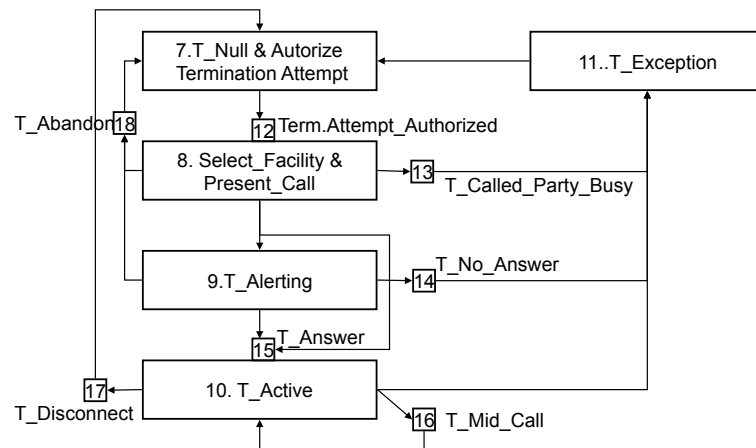 7.T_Null & Autorize
Termination Attempt
11..T_Exception
T_Abandon
18
12
Term.Attempt_Authorized
8. Select_Facility &
Present_Call
13
T_Called_Party_Busy
T_No_Answer
9.T_Alerting
14
T_Answer
15
10. T_Active
17
T_Disconnect
16
T_Mid_Call